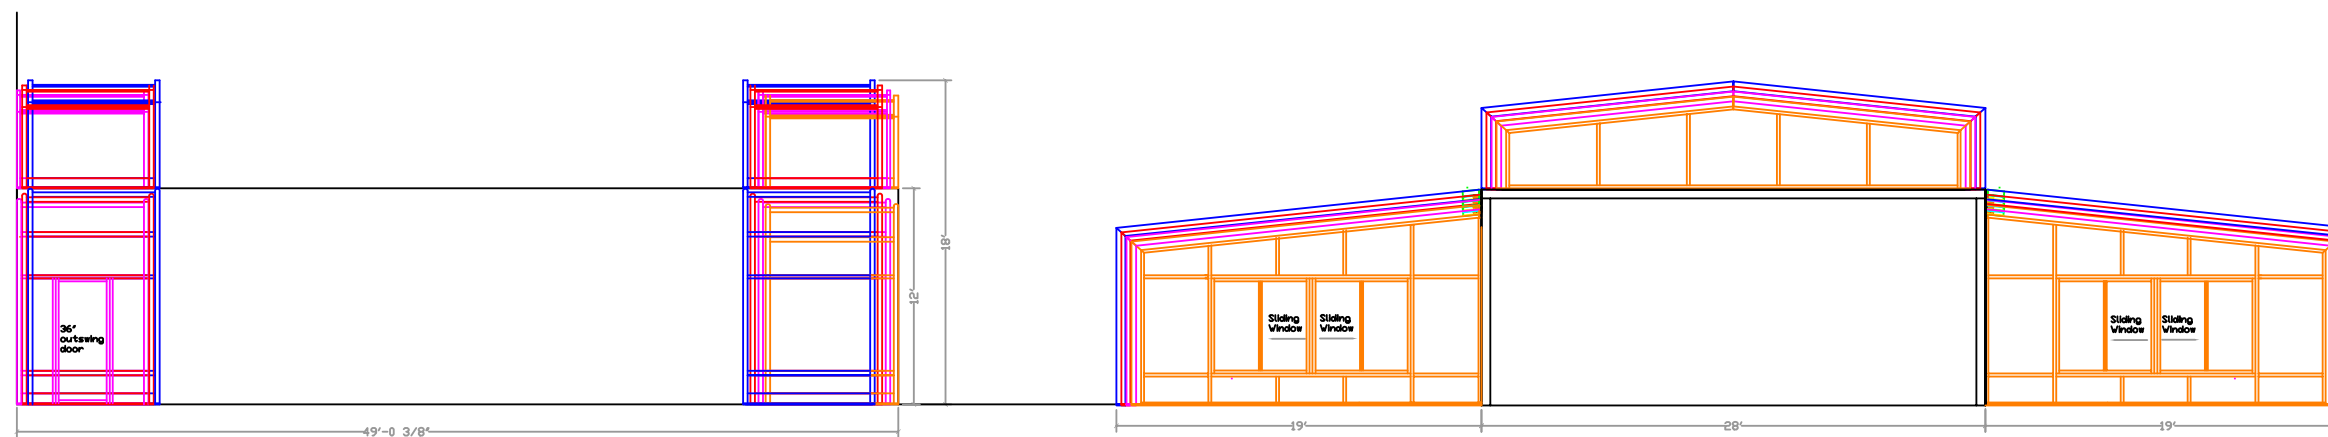 36"
outswing
door
18'
12'
49'-0 3/8"
Sliding
Window
Sliding
Window
Sliding
Window
Sliding
Window
19'
28'
19'